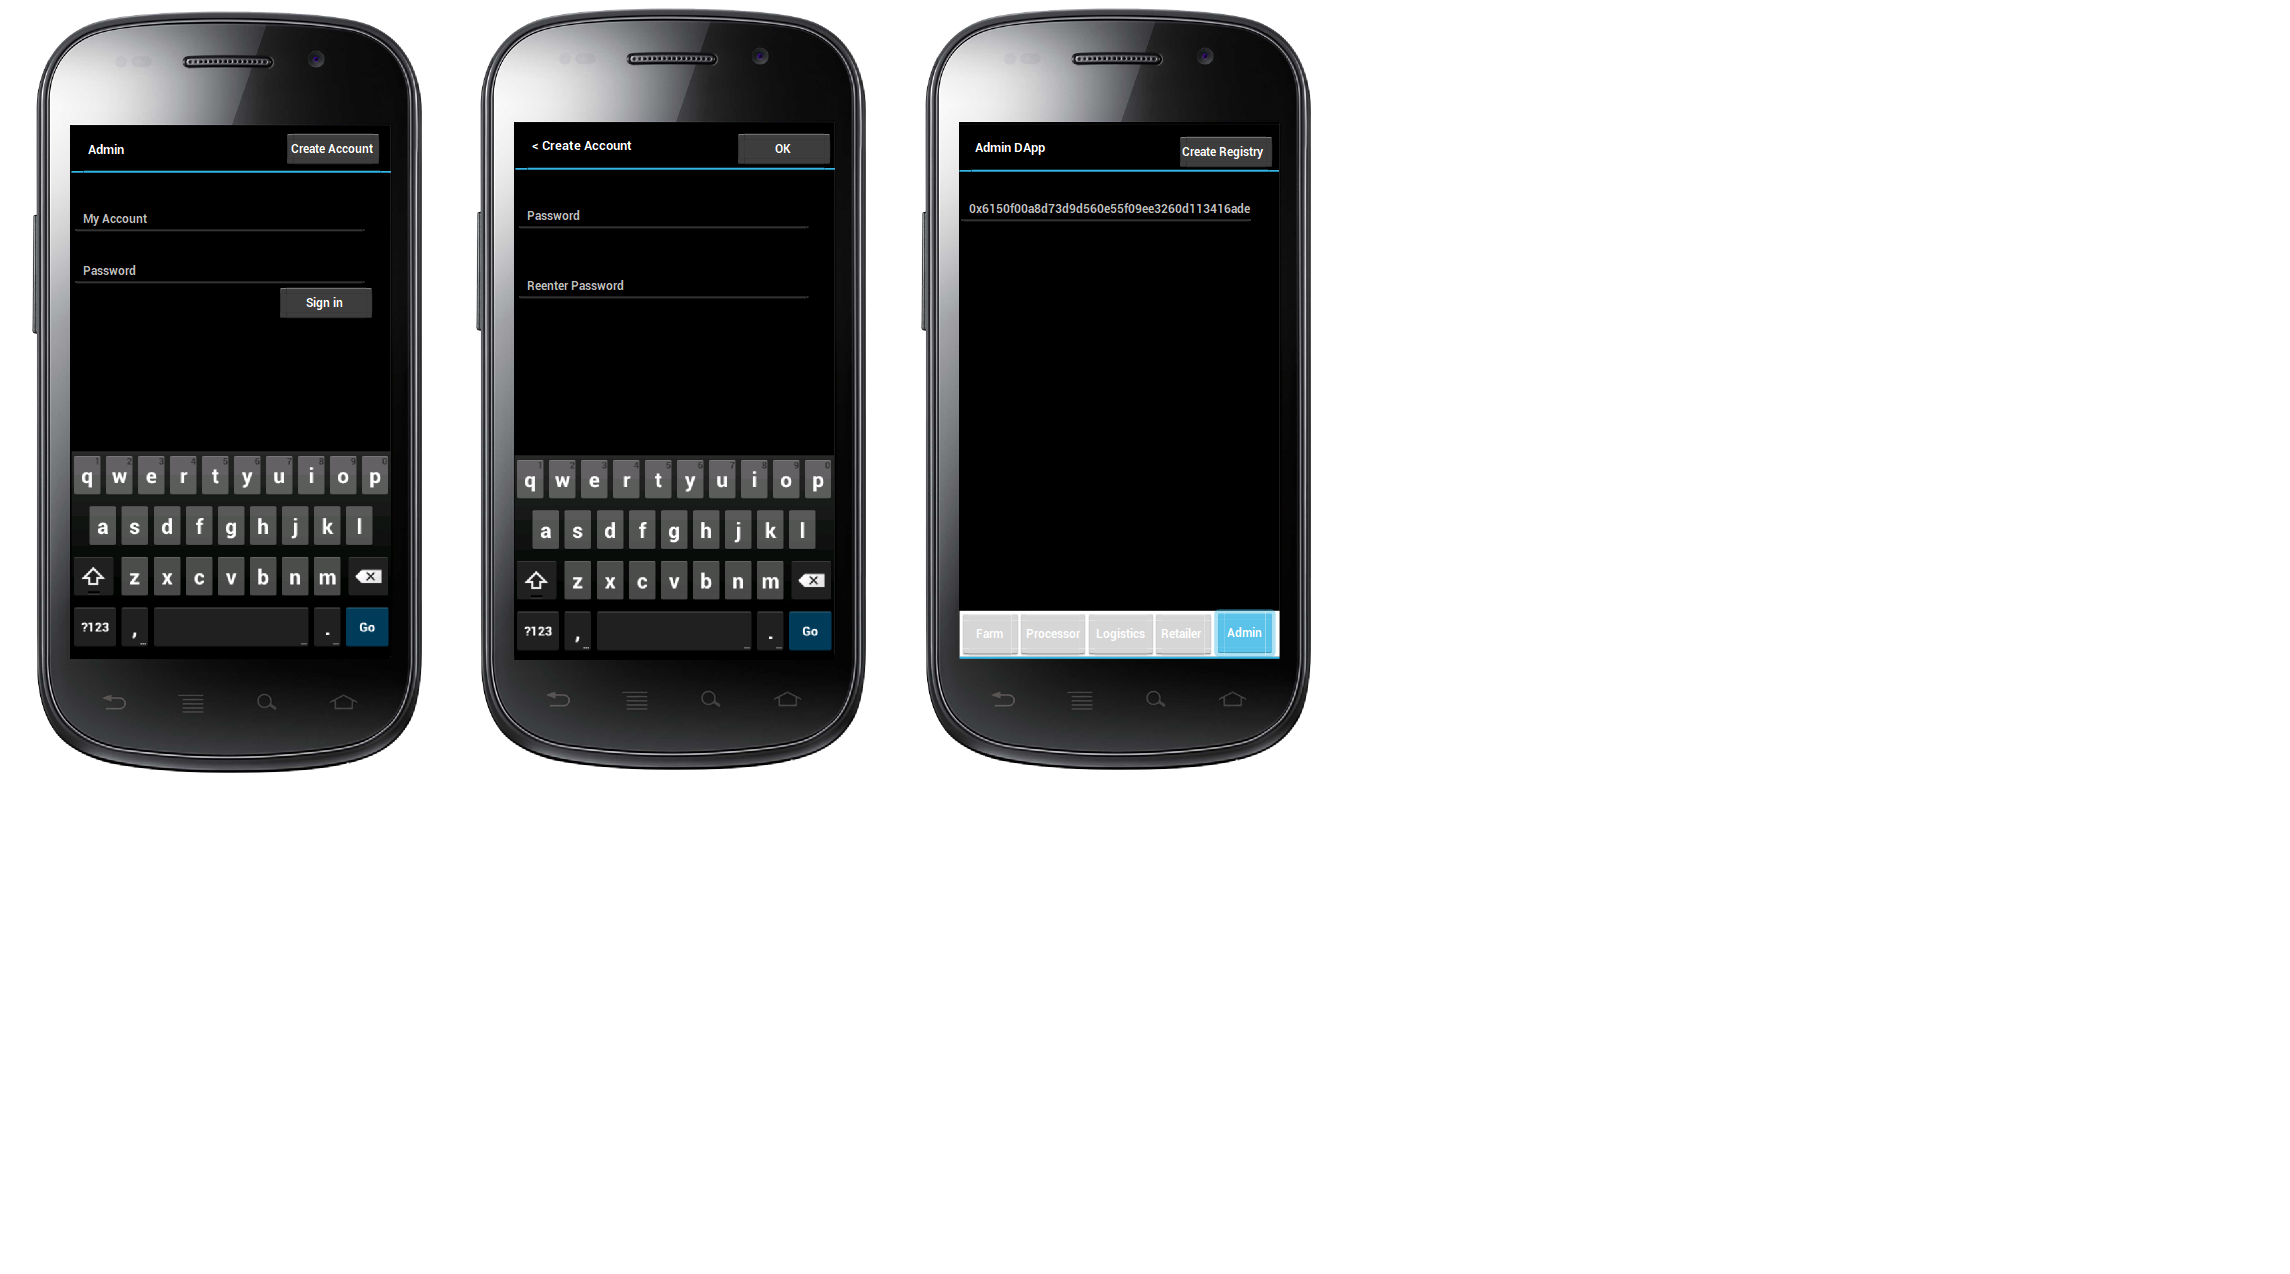 Admin
Create Account
My Account
Password
Sign in
q w e r t y u i o p
a s d f g h j k l
z x c v b n m
?123 , . Go
< Create Account
OK
Password
Reenter Password
q w e r t y u i o p
a s d f g h j k l
z x c v b n m
?123 , . Go
Admin DApp
Create Registry
0x6150f00a8d73d9d560e55f09ee3260d113416ade
Farm Processor Logistics Retailer Admin